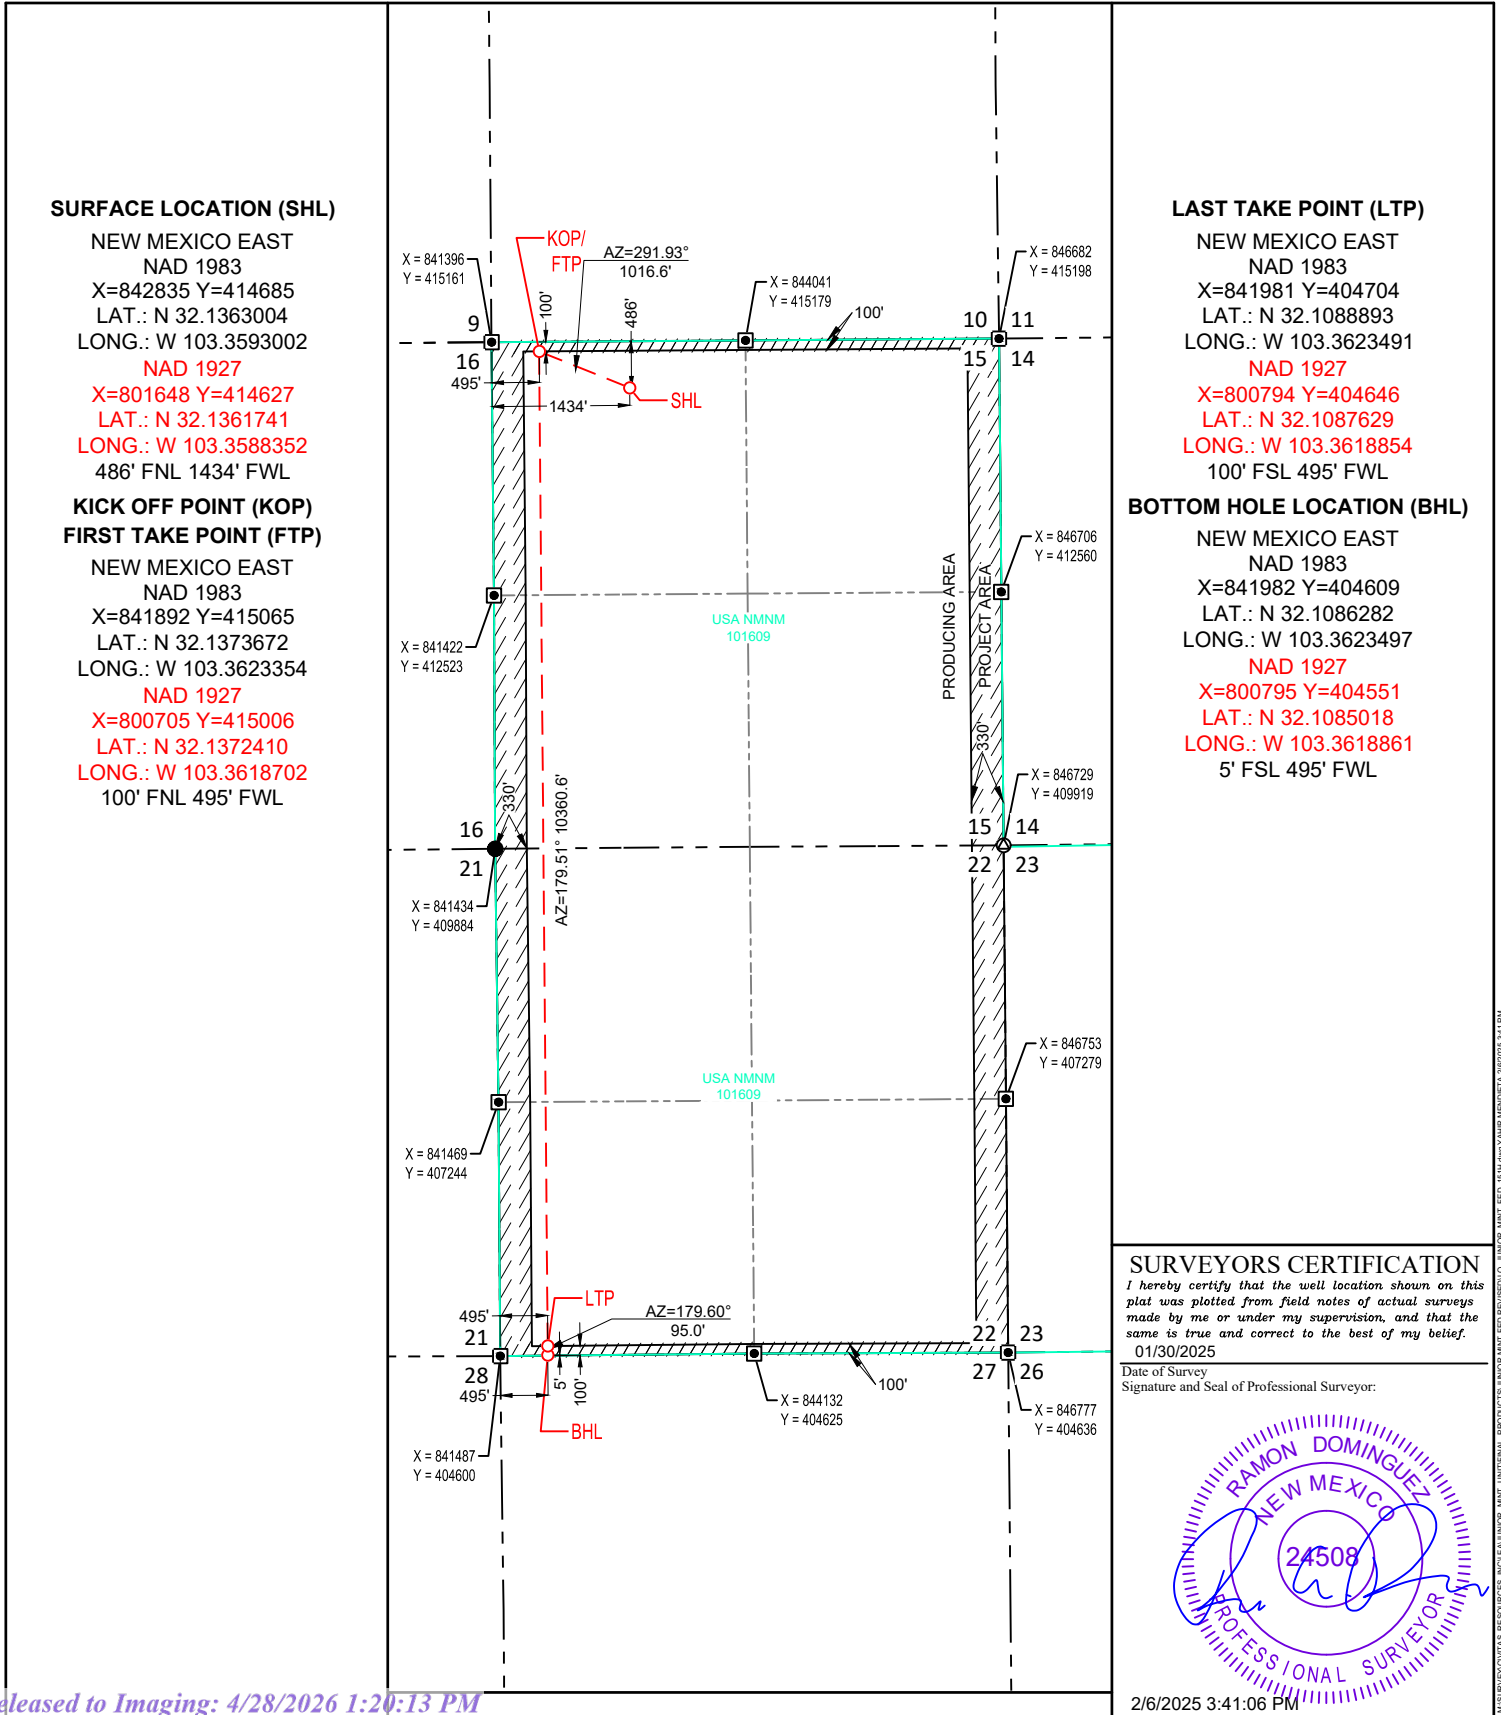 SURFACE LOCATION (SHL)
NEW MEXICO EAST
NAD 1983
X=842835 Y=414685
LAT.: N 32.1363004
LONG.: W 103.3593002
NAD 1927
X=801648 Y=414627
LAT.: N 32.1361741
LONG.: W 103.3588352
486' FNL 1434' FWL
KICK OFF POINT (KOP)
FIRST TAKE POINT (FTP)
NEW MEXICO EAST
NAD 1983
X=841892 Y=415065
LAT.: N 32.1373672
LONG.: W 103.3623354
NAD 1927
X=800705 Y=415006
LAT.: N 32.1372410
LONG.: W 103.3618702
100' FNL 495' FWL
KOP/
FTP
AZ=291.93°
1016.6'
X = 841396
Y = 415161
X = 844041
Y = 415179
X = 846682
Y = 415198
100'
486'
100'
9
10
11
16
15
14
495'
1434'
SHL
X = 846706
Y = 412560
PRODUCING AREA
PROJECT AREA
USA NMNM
101609
X = 841422
Y = 412523
330'
330'
X = 846729
Y = 409919
AZ=179.51° 10360.6'
16
15
14
21
22
23
X = 841434
Y = 409884
X = 846753
Y = 407279
USA NMNM
101609
X = 841469
Y = 407244
LTP
AZ=179.60°
95.0'
495'
21
22
23
28
27
26
495'
5'
100'
100'
BHL
X = 844132
Y = 404625
X = 846777
Y = 404636
X = 841487
Y = 404600
LAST TAKE POINT (LTP)
NEW MEXICO EAST
NAD 1983
X=841981 Y=404704
LAT.: N 32.1088893
LONG.: W 103.3623491
NAD 1927
X=800794 Y=404646
LAT.: N 32.1087629
LONG.: W 103.3618854
100' FSL 495' FWL
BOTTOM HOLE LOCATION (BHL)
NEW MEXICO EAST
NAD 1983
X=841982 Y=404609
LAT.: N 32.1086282
LONG.: W 103.3623497
NAD 1927
X=800795 Y=404551
LAT.: N 32.1085018
LONG.: W 103.3618861
5' FSL 495' FWL
SURVEYORS CERTIFICATION
I hereby certify that the well location shown on this
plat was plotted from field notes of actual surveys
made by me or under my supervision, and that the
same is true and correct to the best of my belief.
01/30/2025
Date of Survey
Signature and Seal of Professional Surveyor:
RAMON DOMINGUEZ
NEW MEXICO
24508
PROFESSIONAL SURVEYOR
2/6/2025 3:41:06 PM
eleased to Imaging: 4/28/2026 1:20:13 PM